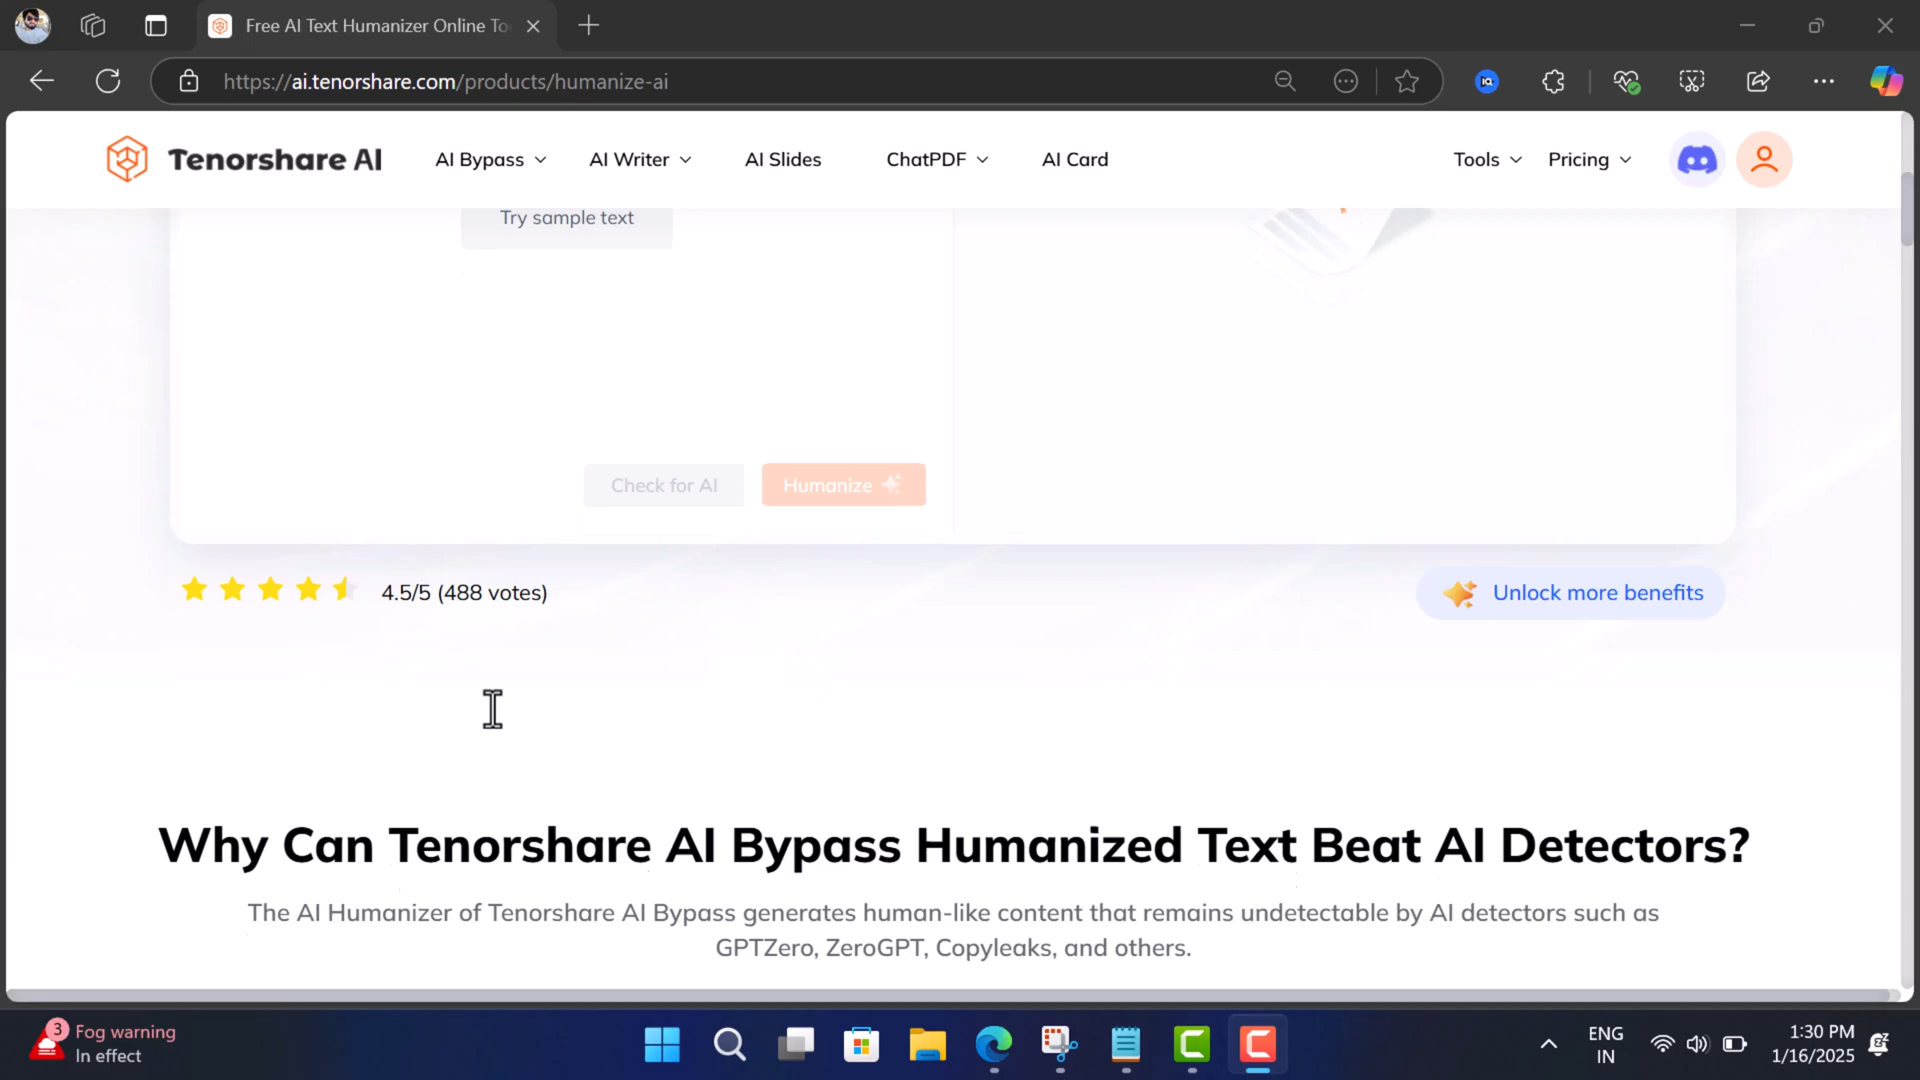 Free AI Text Humanizer Online To
https://ai.tenorshare.com/products/humanize-ai
Tenorshare AI
AI Bypass
AI Writer
AI Slides
ChatPDF
AI Card
Tools
Pricing
Try sample text
Check for AI
Humanize
4.5/5 (488 votes)
Unlock more benefits
Why Can Tenorshare AI Bypass Humanized Text Beat AI Detectors?
The AI Humanizer of Tenorshare AI Bypass generates human-like content that remains undetectable by AI detectors such as
GPTZero, ZeroGPT, Copyleaks, and others.
3
Fog warning
In effect
ENG
IN
1:30 PM
1/16/2025